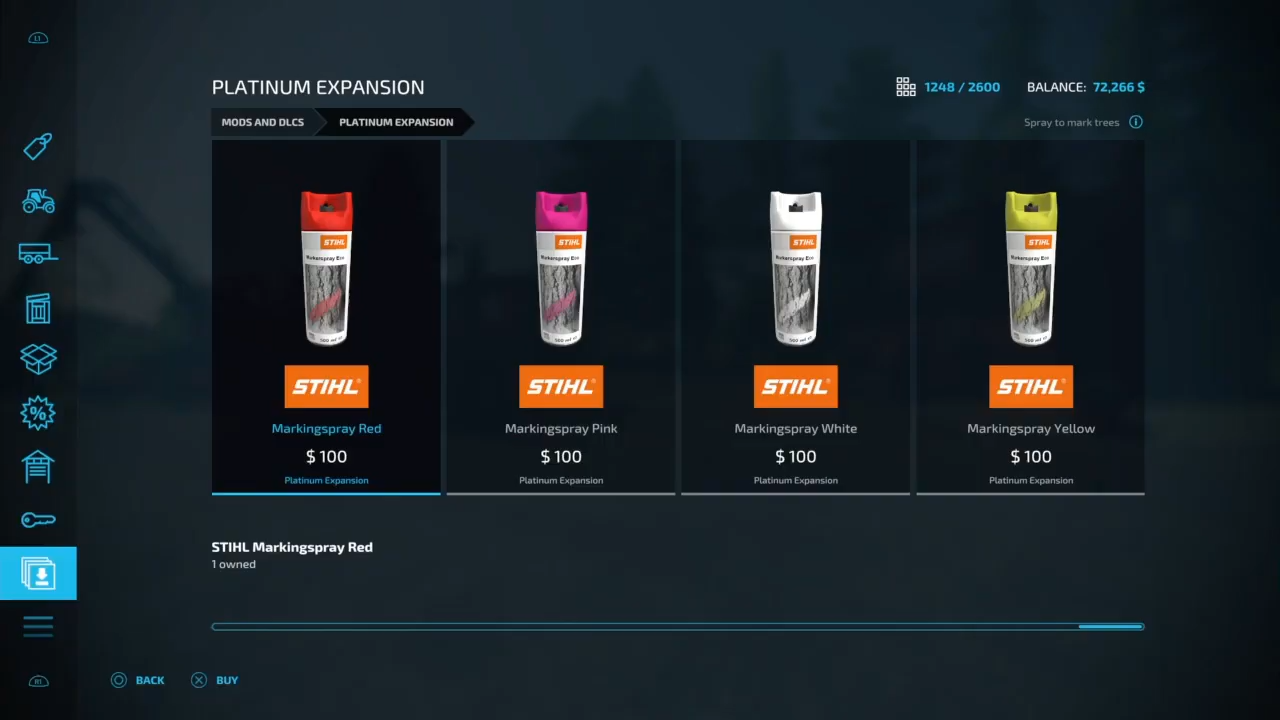 L1
PLATINUM EXPANSION
1248 / 2600
BALANCE: 72,266 $
MODS AND DLCS
PLATINUM EXPANSION
Spray to mark trees
STIHL
STIHL
STIHL
STIHL
STIHL®
STIHL®
STIHL®
STIHL®
Markingspray Red
Markingspray Pink
Markingspray White
Markingspray Yellow
$ 100
$ 100
$ 100
$ 100
Platinum Expansion
Platinum Expansion
Platinum Expansion
Platinum Expansion
STIHL Markingspray Red
1 owned
R1
BACK
BUY